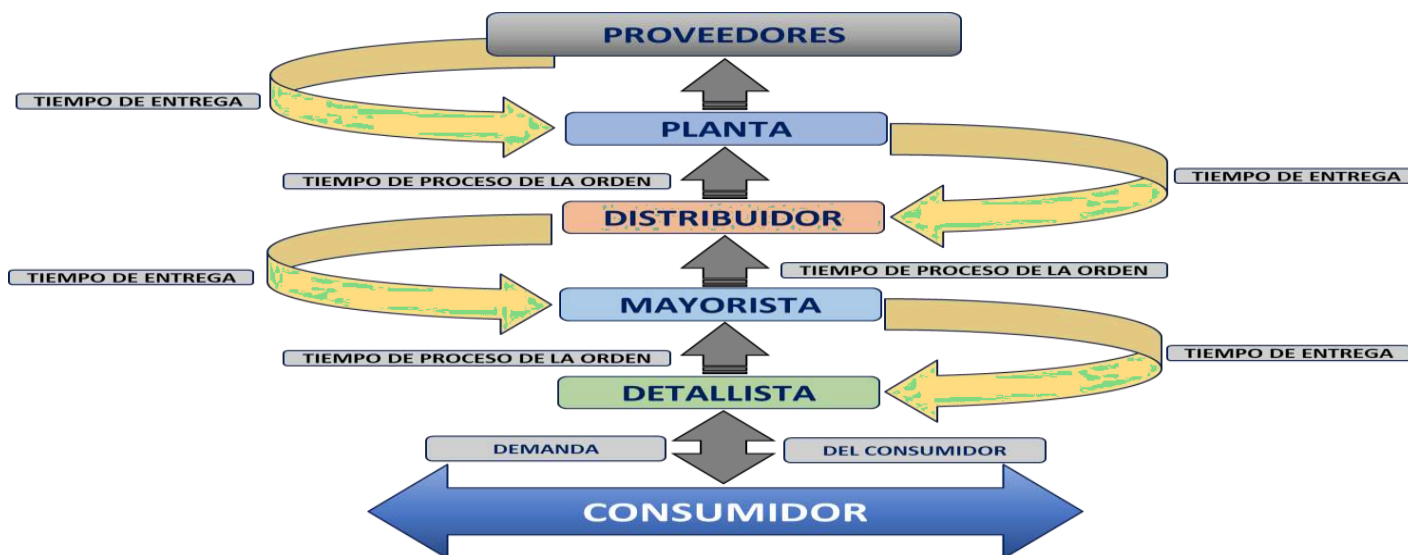 PROVEEDORES
TIEMPO DE ENTREGA
PLANTA
TIEMPO DE PROCESO DE LA ORDEN
TIEMPO DE ENTREGA
DISTRIBUIDOR
TIEMPO DE ENTREGA
TIEMPO DE PROCESO DE LA ORDEN
MAYORISTA
TIEMPO DE PROCESO DE LA ORDEN
TIEMPO DE ENTREGA
DETALLISTA
DEMANDA
DEL CONSUMIDOR
CONSUMIDOR